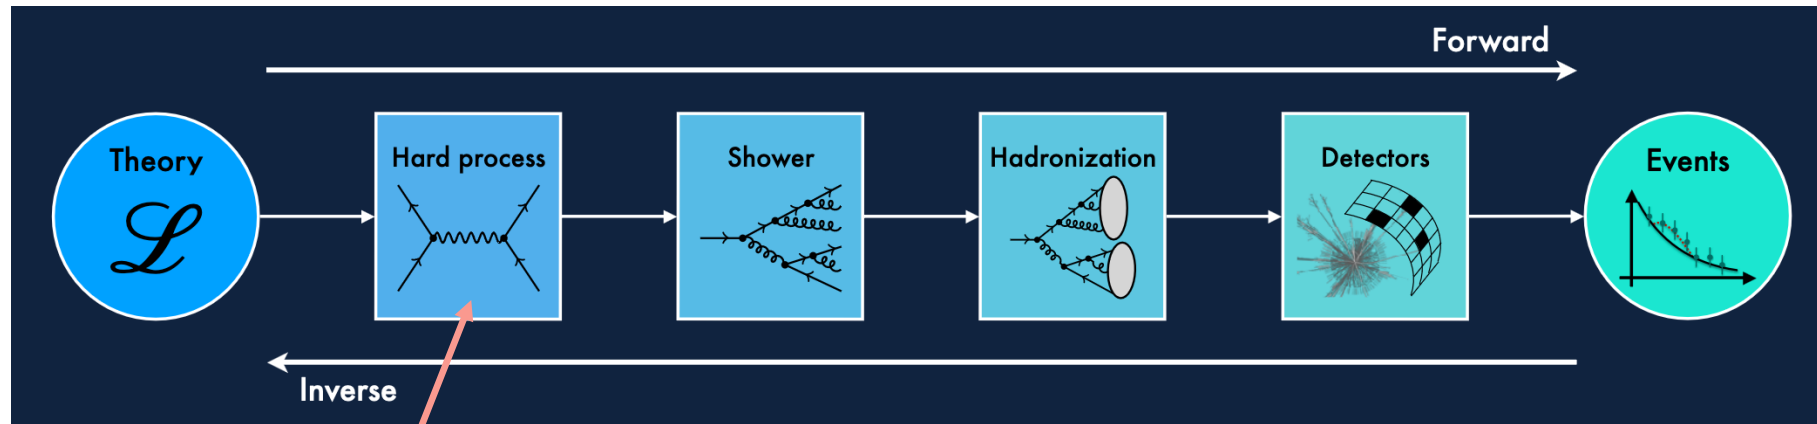 Forward
Theory
Hard process
Shower
Hadronization
Detectors
Events
ℒ
Inverse